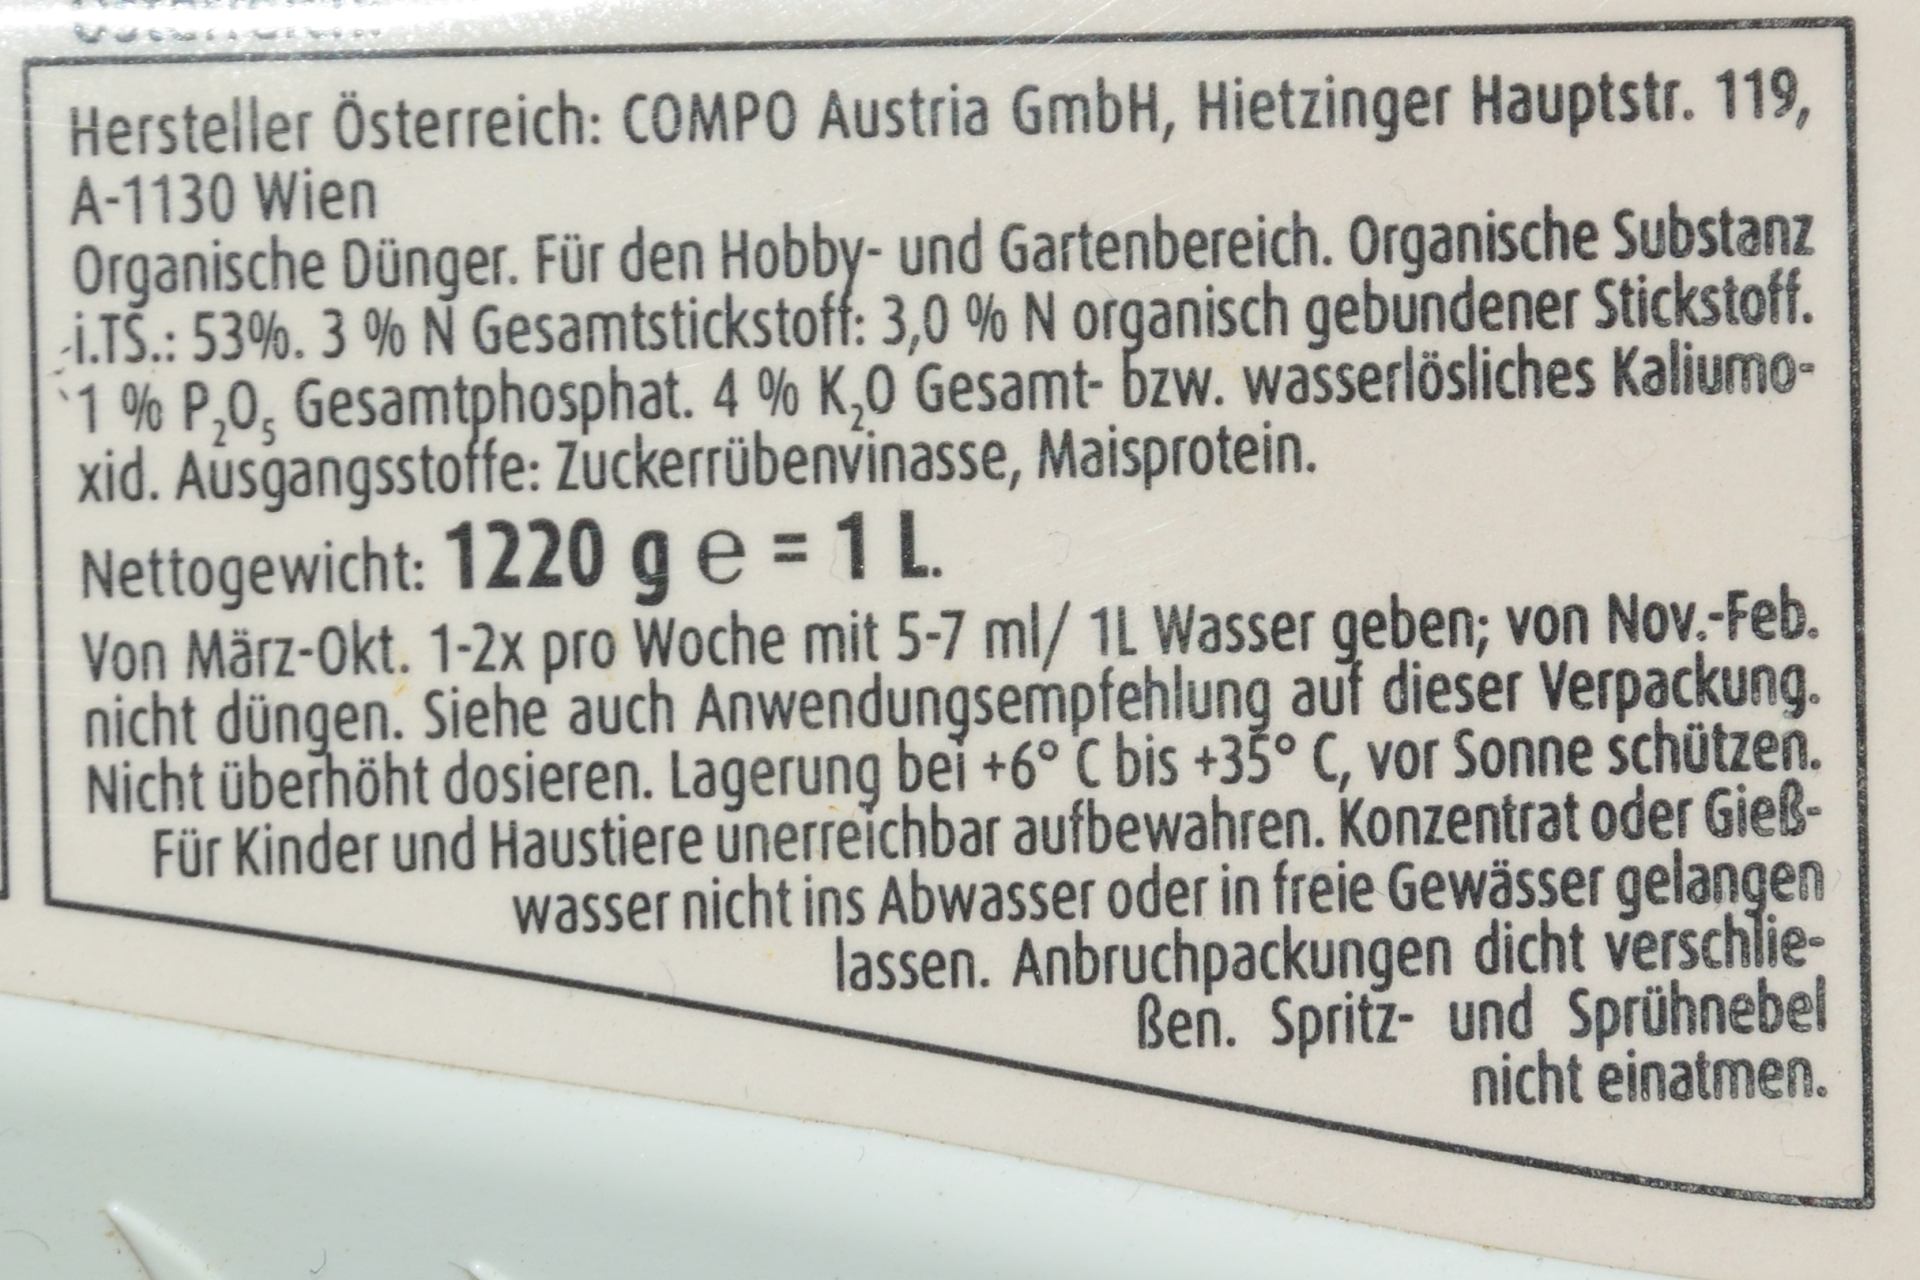 Hersteller Österreich: COMPO Austria GmbH, Hietzinger Hauptstr. 119,
A-1130 Wien
Organische Dünger. Für den Hobby- und Gartenbereich. Organische Substanz
i.TS.: 53%. 3 % N Gesamtstickstoff: 3,0 % N organisch gebundener Stickstoff.
1 % P₂O₅ Gesamtphosphat. 4 % K₂O Gesamt- bzw. wasserlösliches Kaliumo-
xid. Ausgangsstoffe: Zuckerrübenvinasse, Maisprotein.
Nettogewicht: 1220 g ℮ = 1 L.
Von März-Okt. 1-2x pro Woche mit 5-7 ml/ 1L Wasser geben; von Nov.-Feb.
nicht düngen. Siehe auch Anwendungsempfehlung auf dieser Verpackung.
Nicht überhöht dosieren. Lagerung bei +6° C bis +35° C, vor Sonne schützen.
Für Kinder und Haustiere unerreichbar aufbewahren. Konzentrat oder Gieß-
wasser nicht ins Abwasser oder in freie Gewässer gelangen
lassen. Anbruchpackungen dicht verschlie-
ßen. Spritz- und Sprühnebel
nicht einatmen.